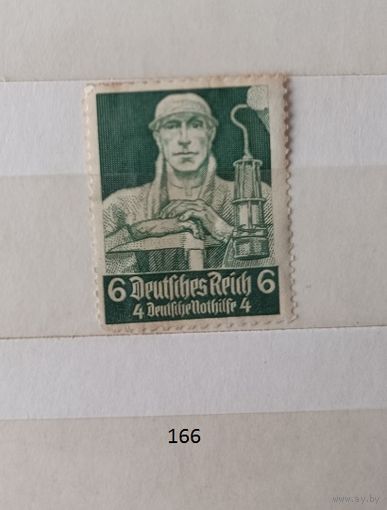 6 Deutsches Reich 6
4 Deutsche Nothilfe 4
166
www.ay.by